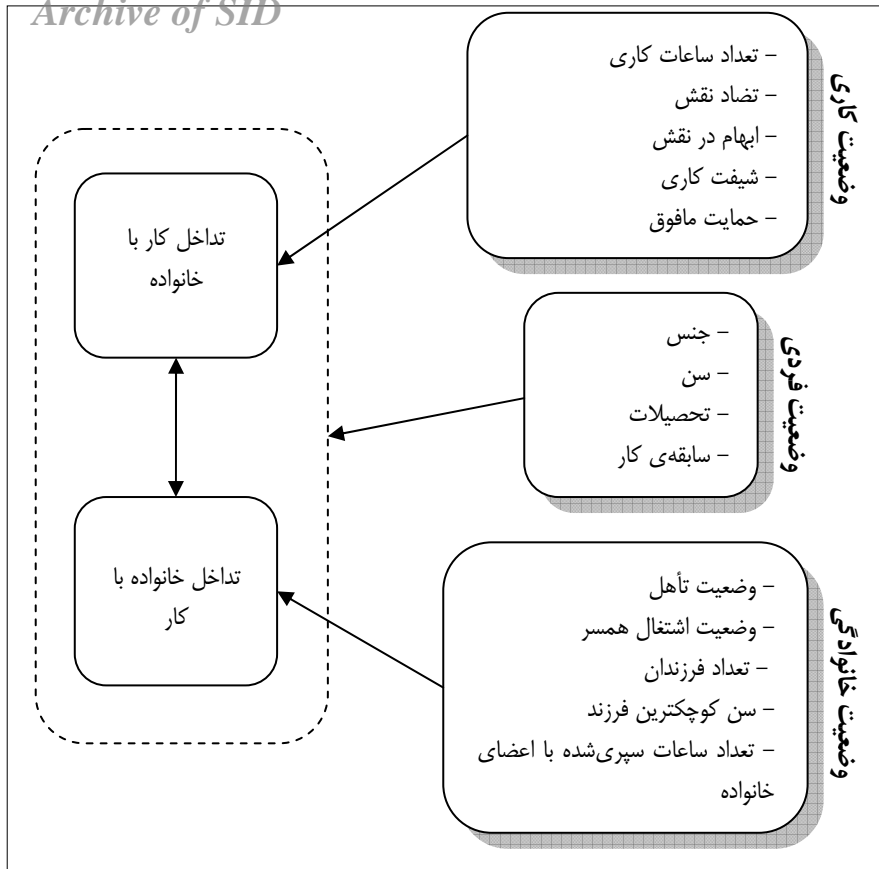 Archive of SID
وضعیت کاری
– تعداد ساعات کاری
– تضاد نقش
– ابهام در نقش
– شیفت کاری
– حمایت مافوق
تداخل کار با
خانواده
وضعیت فردی
– جنس
– سن
– تحصیلات
– سابقه‌ی کار
تداخل خانواده با
کار
وضعیت خانوادگی
– وضعیت تأهل
– وضعیت اشتغال همسر
– تعداد فرزندان
– سن کوچکترین فرزند
– تعداد ساعات سپری‌شده با اعضای
خانواده